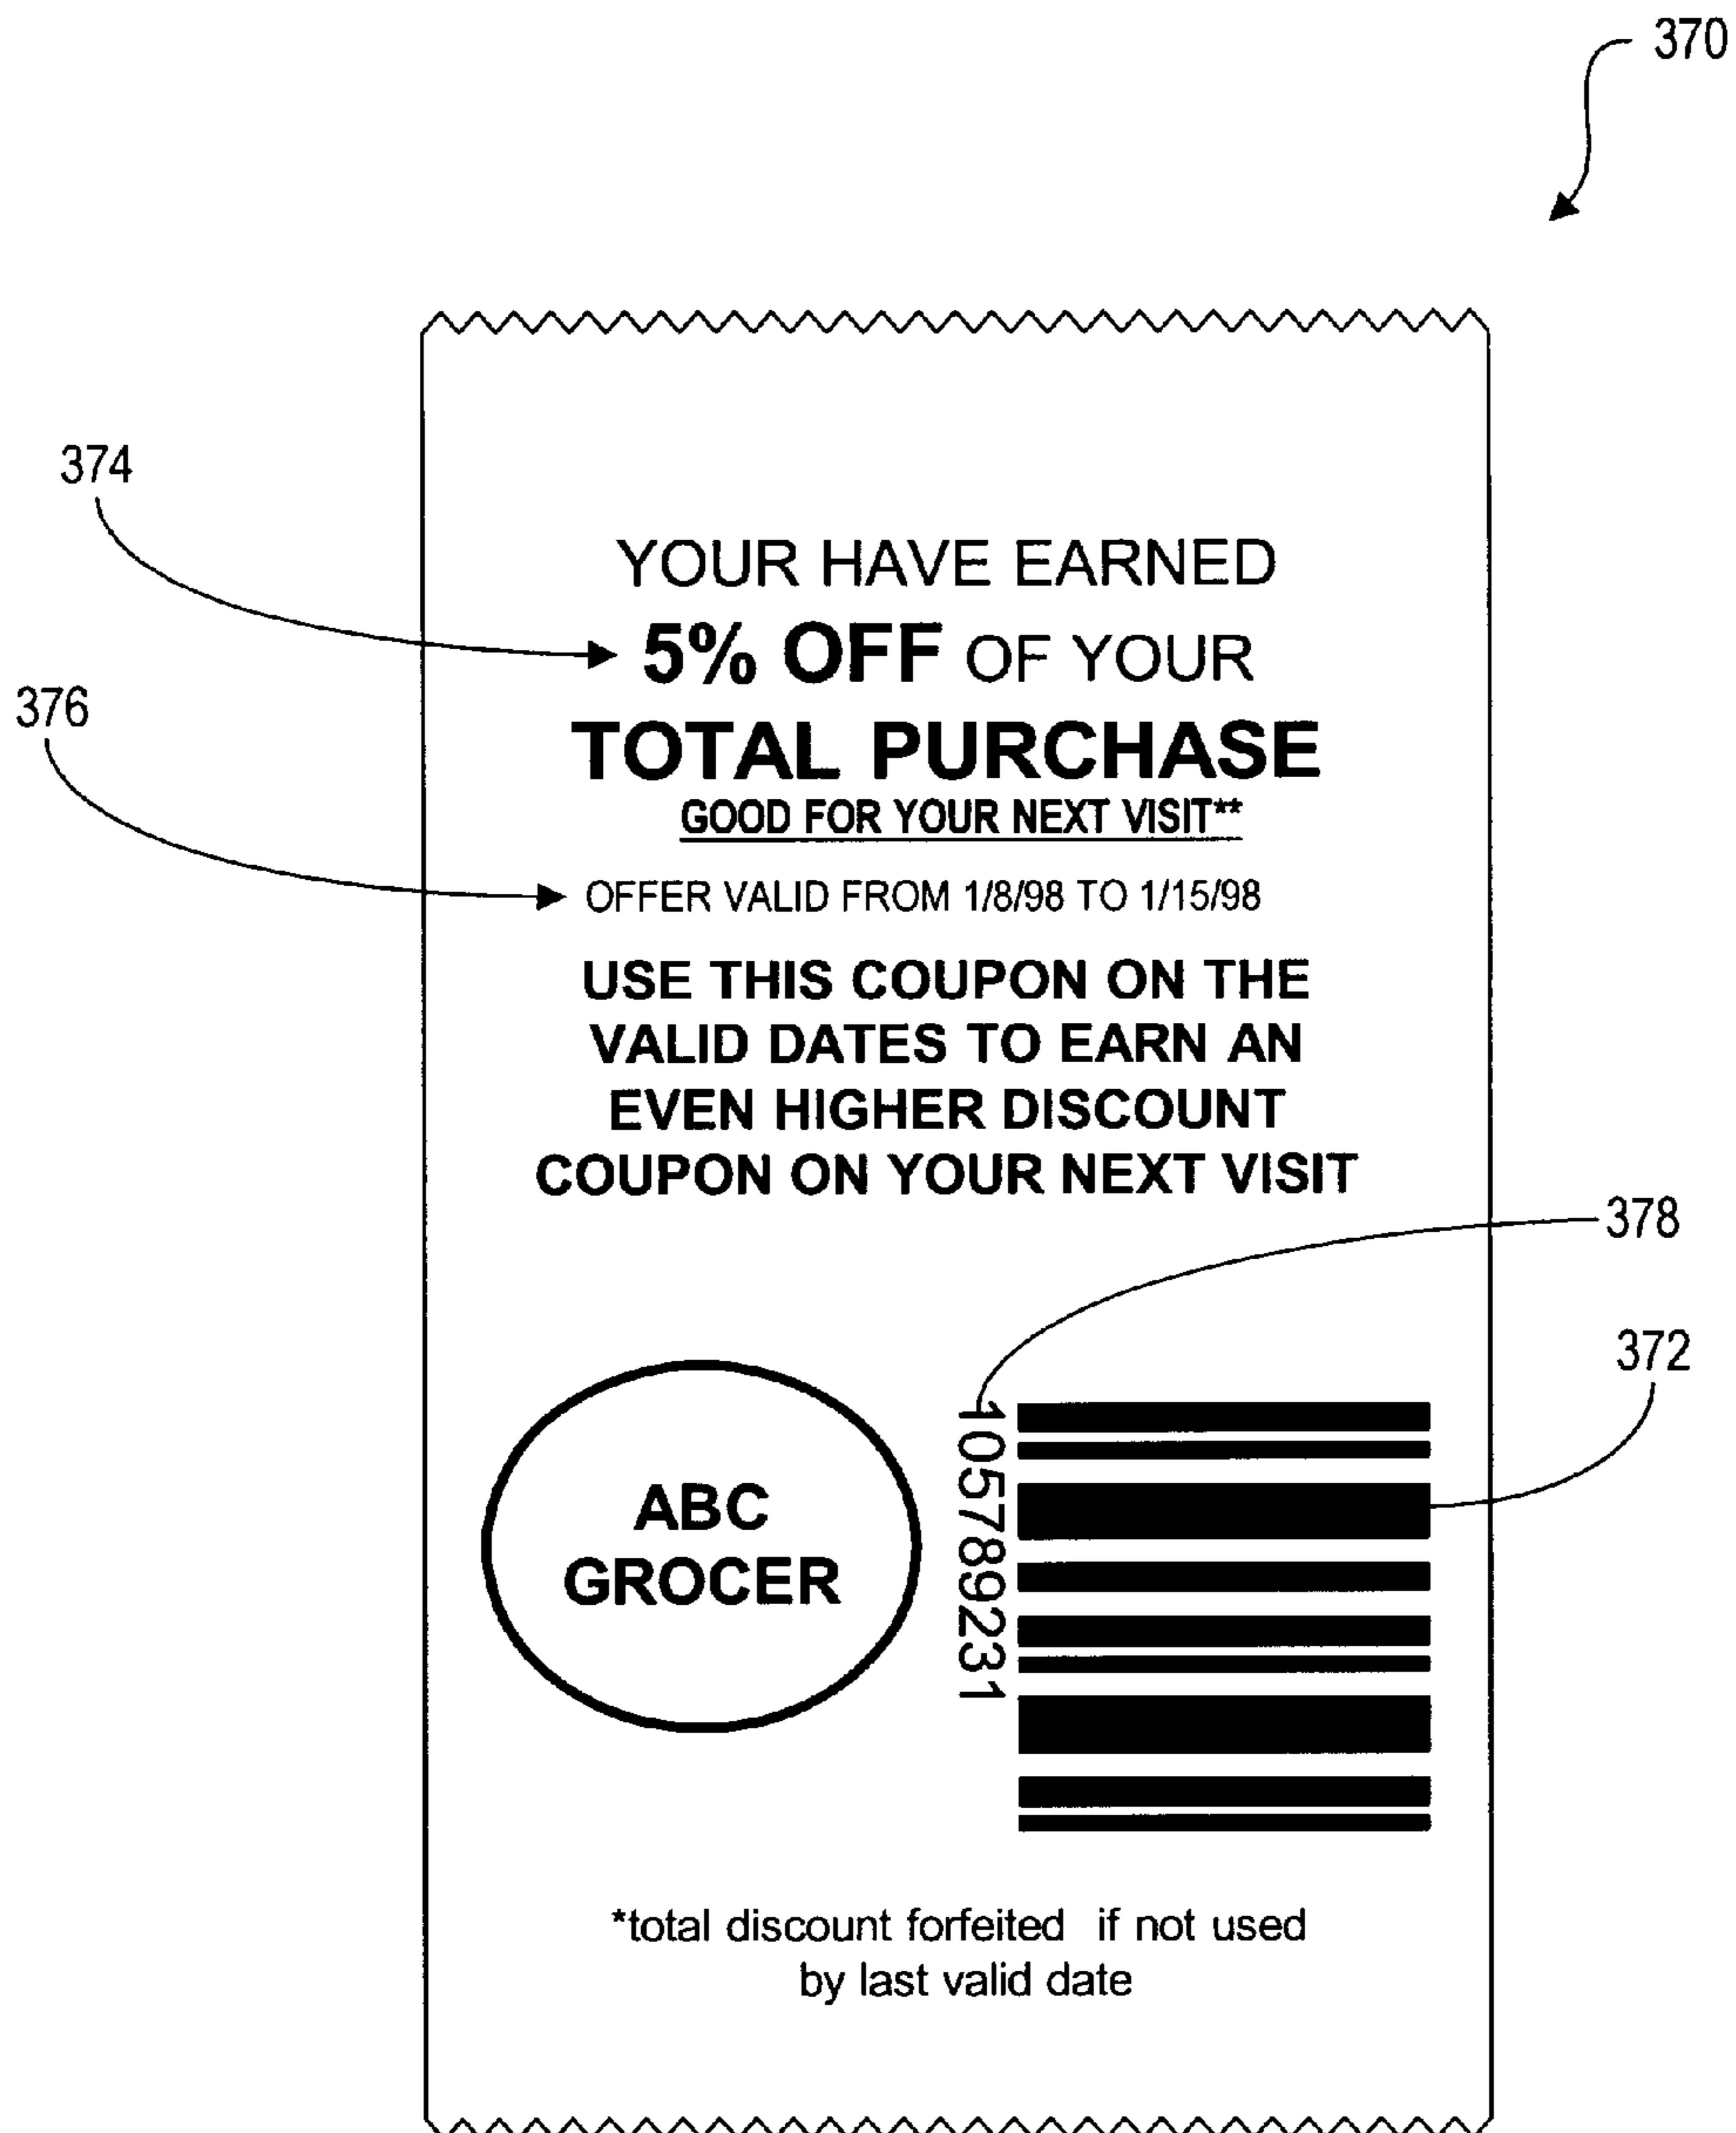 370
374
YOUR HAVE EARNED
5% OFF OF YOUR
376
TOTAL PURCHASE
GOOD FOR YOUR NEXT VISIT**
OFFER VALID FROM 1/8/98 TO 1/15/98
USE THIS COUPON ON THE
VALID DATES TO EARN AN
EVEN HIGHER DISCOUNT
COUPON ON YOUR NEXT VISIT
378
372
ABC
GROCER
105789231
*total discount forfeited if not used
by last valid date